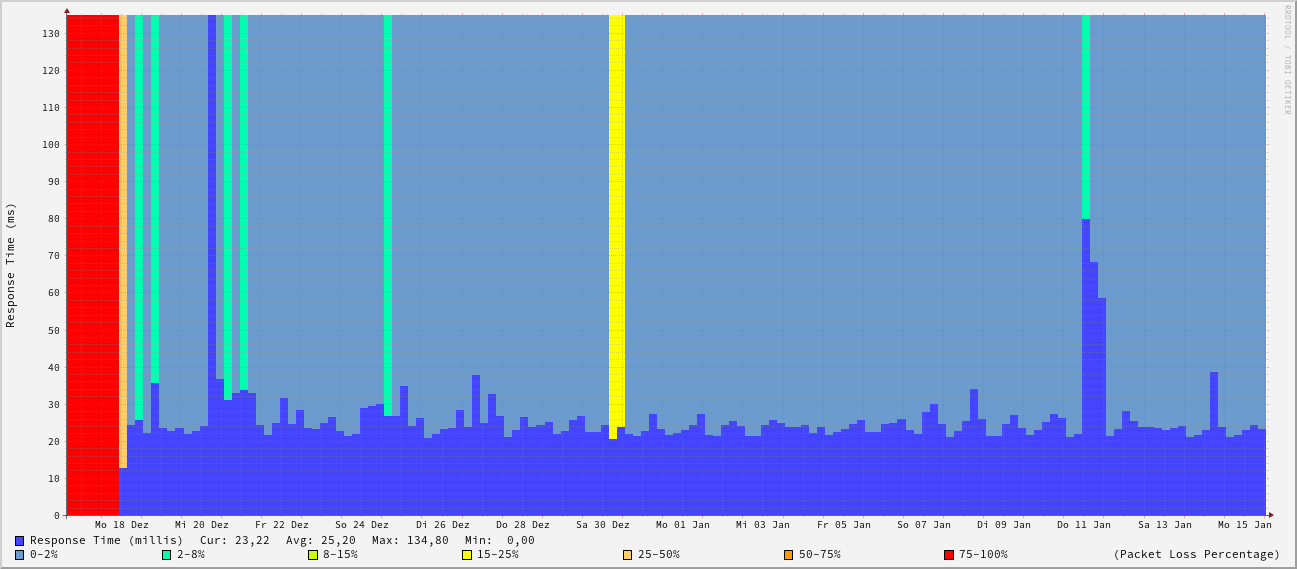 RRDTOOL / TOBI OETIKER
Response Time (ms)
130
120
110
100
90
80
70
60
50
40
30
20
10
0
Mo 18 Dez Mi 20 Dez Fr 22 Dez So 24 Dez Di 26 Dez Do 28 Dez Sa 30 Dez Mo 01 Jan Mi 03 Jan Fr 05 Jan So 07 Jan Di 09 Jan Do 11 Jan Sa 13 Jan Mo 15 Jan
Response Time (millis) Cur: 23,22 Avg: 25,20 Max: 134,80 Min: 0,00
0-2% 2-8% 8-15% 15-25% 25-50% 50-75% 75-100% (Packet Loss Percentage)